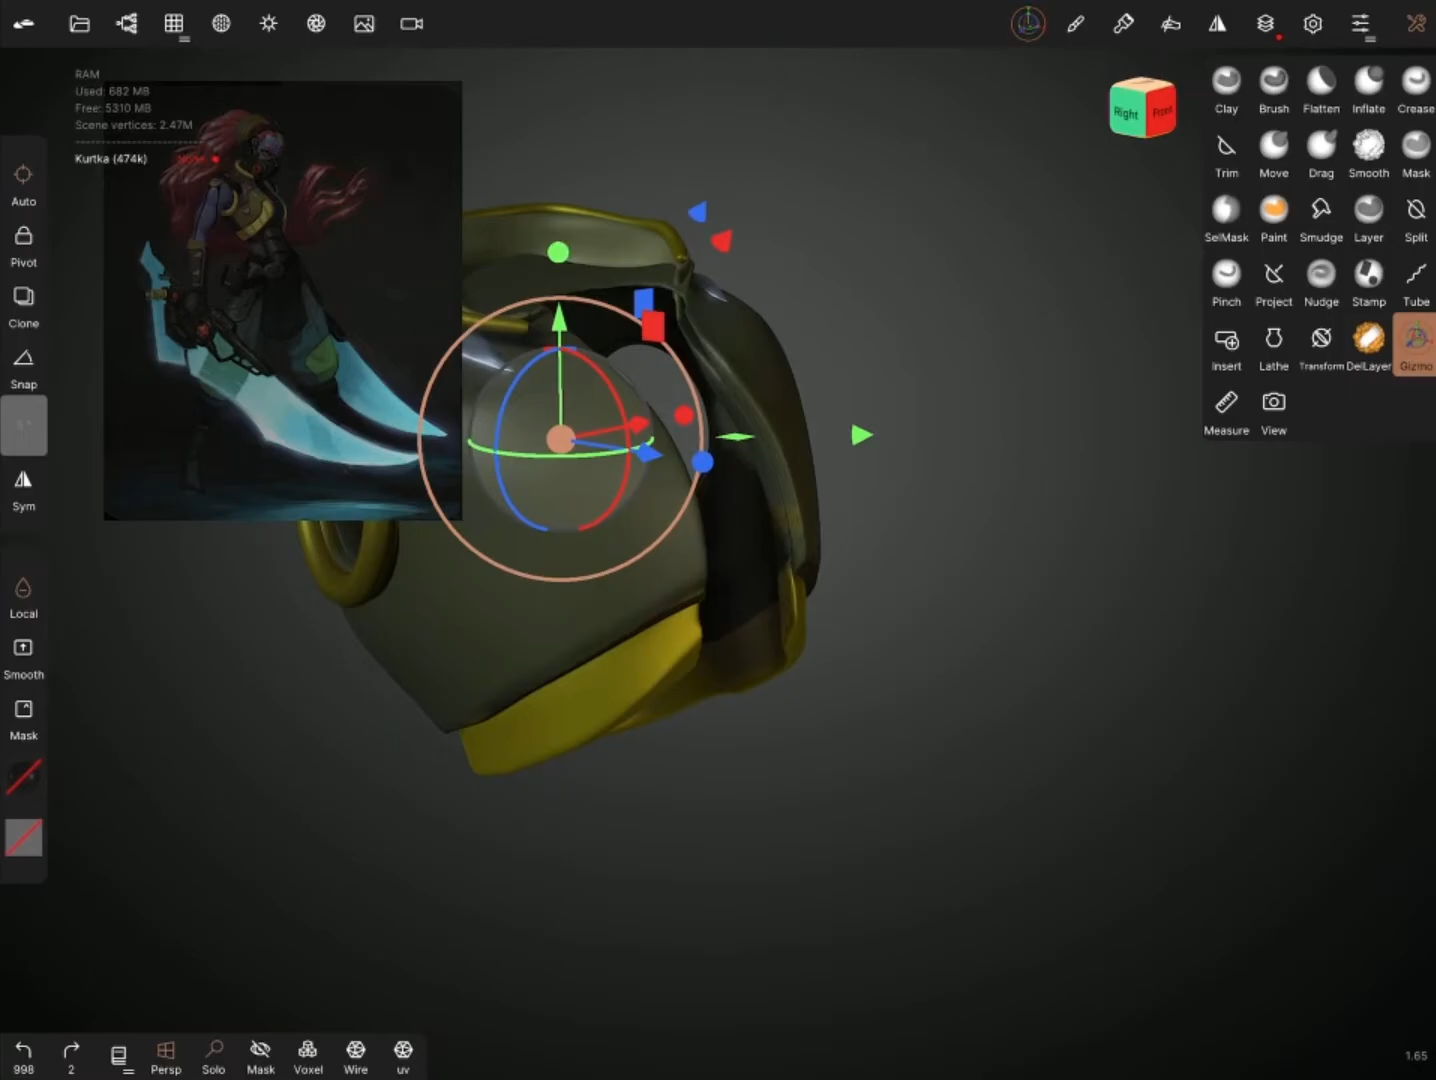 RAM
Used: 682 MB
Free: 5310 MB
Scene vertices: 2.47M
Kurtka (474k)
Right
Front
Auto
Pivot
Clone
Snap
Sym
Local
Smooth
Mask
Clay Brush Flatten Inflate Crease
Trim Move Drag Smooth Mask
SelMask Paint Smudge Layer Split
Pinch Project Nudge Stamp Tube
Insert Lathe Transform DelLayer Gizmo
Measure View
998 2 Persp Solo Mask Voxel Wire uv
1.65